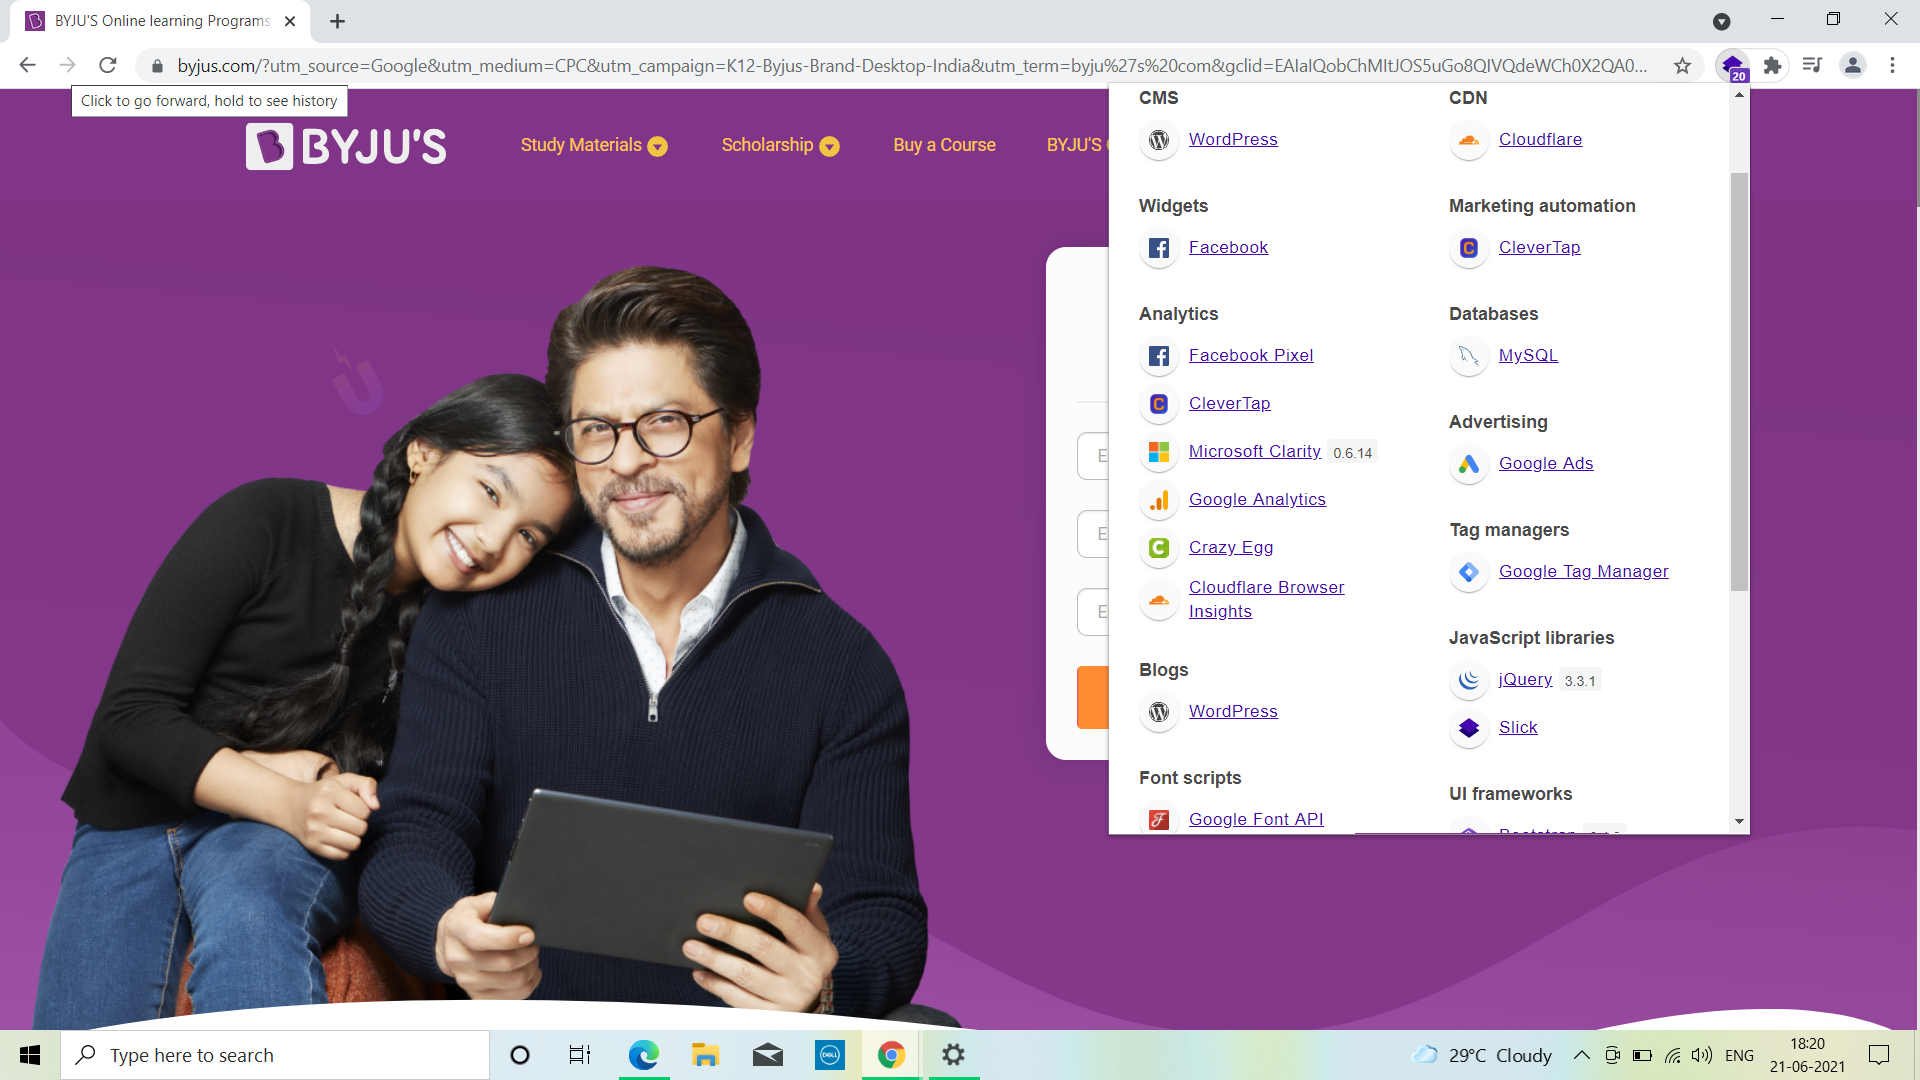 BYJU'S Online learning Programs
byjus.com/?utm_source=Google&utm_medium=CPC&utm_campaign=K12-Byjus-Brand-Desktop-India&utm_term=byju%27s%20com&gclid=EAIaIQobChMItJOS5uGo8QIVQdeWCh0X2QA0...
20
Click to go forward, hold to see history
BYJU'S
Study Materials
Scholarship
Buy a Course
BYJU'S
CMS
WordPress
Widgets
Facebook
Analytics
Facebook Pixel
CleverTap
Microsoft Clarity 0.6.14
Google Analytics
Crazy Egg
Cloudflare Browser
Insights
Blogs
WordPress
Font scripts
Google Font API
CDN
Cloudflare
Marketing automation
CleverTap
Databases
MySQL
Advertising
Google Ads
Tag managers
Google Tag Manager
JavaScript libraries
jQuery 3.3.1
Slick
UI frameworks
Type here to search
DELL
29°C Cloudy
ENG
18:20
21-06-2021